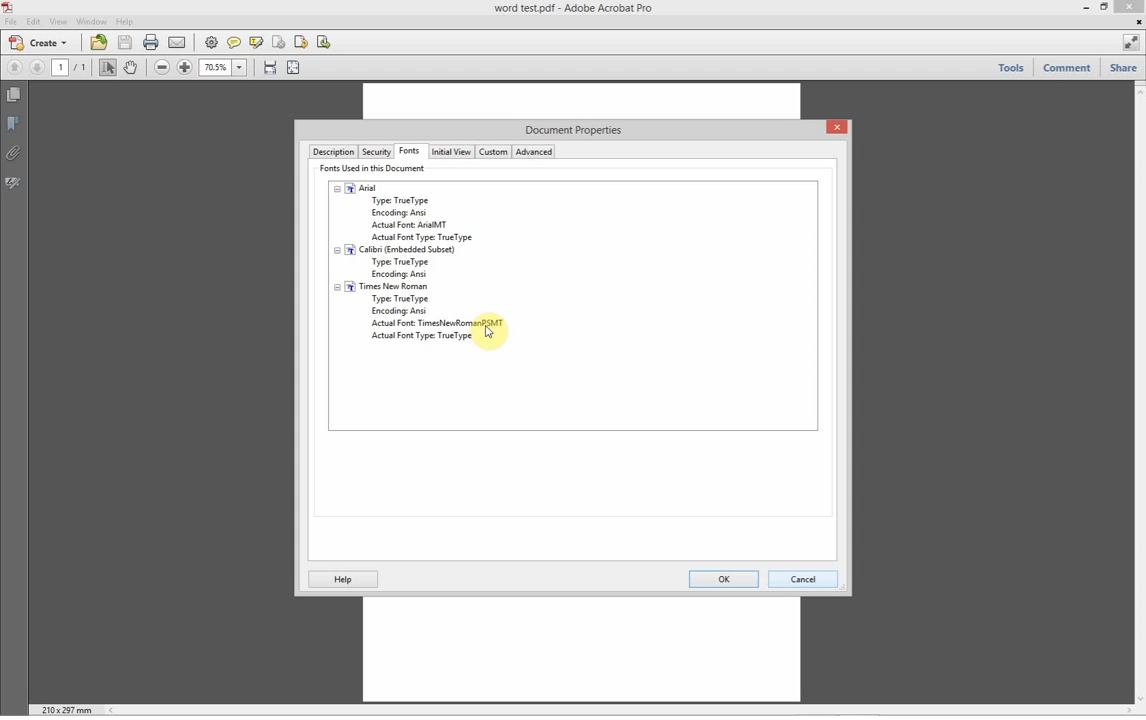 word test.pdf - Adobe Acrobat Pro
File Edit View Window Help
Create
1 / 1 70.5% Tools Comment Share
Document Properties
Description Security Fonts Initial View Custom Advanced
Fonts Used in this Document
Arial
Type: TrueType
Encoding: Ansi
Actual Font: ArialMT
Actual Font Type: TrueType
Calibri (Embedded Subset)
Type: TrueType
Encoding: Ansi
Times New Roman
Type: TrueType
Encoding: Ansi
Actual Font: TimesNewRomanPSMT
Actual Font Type: TrueType
Help OK Cancel
210 x 297 mm